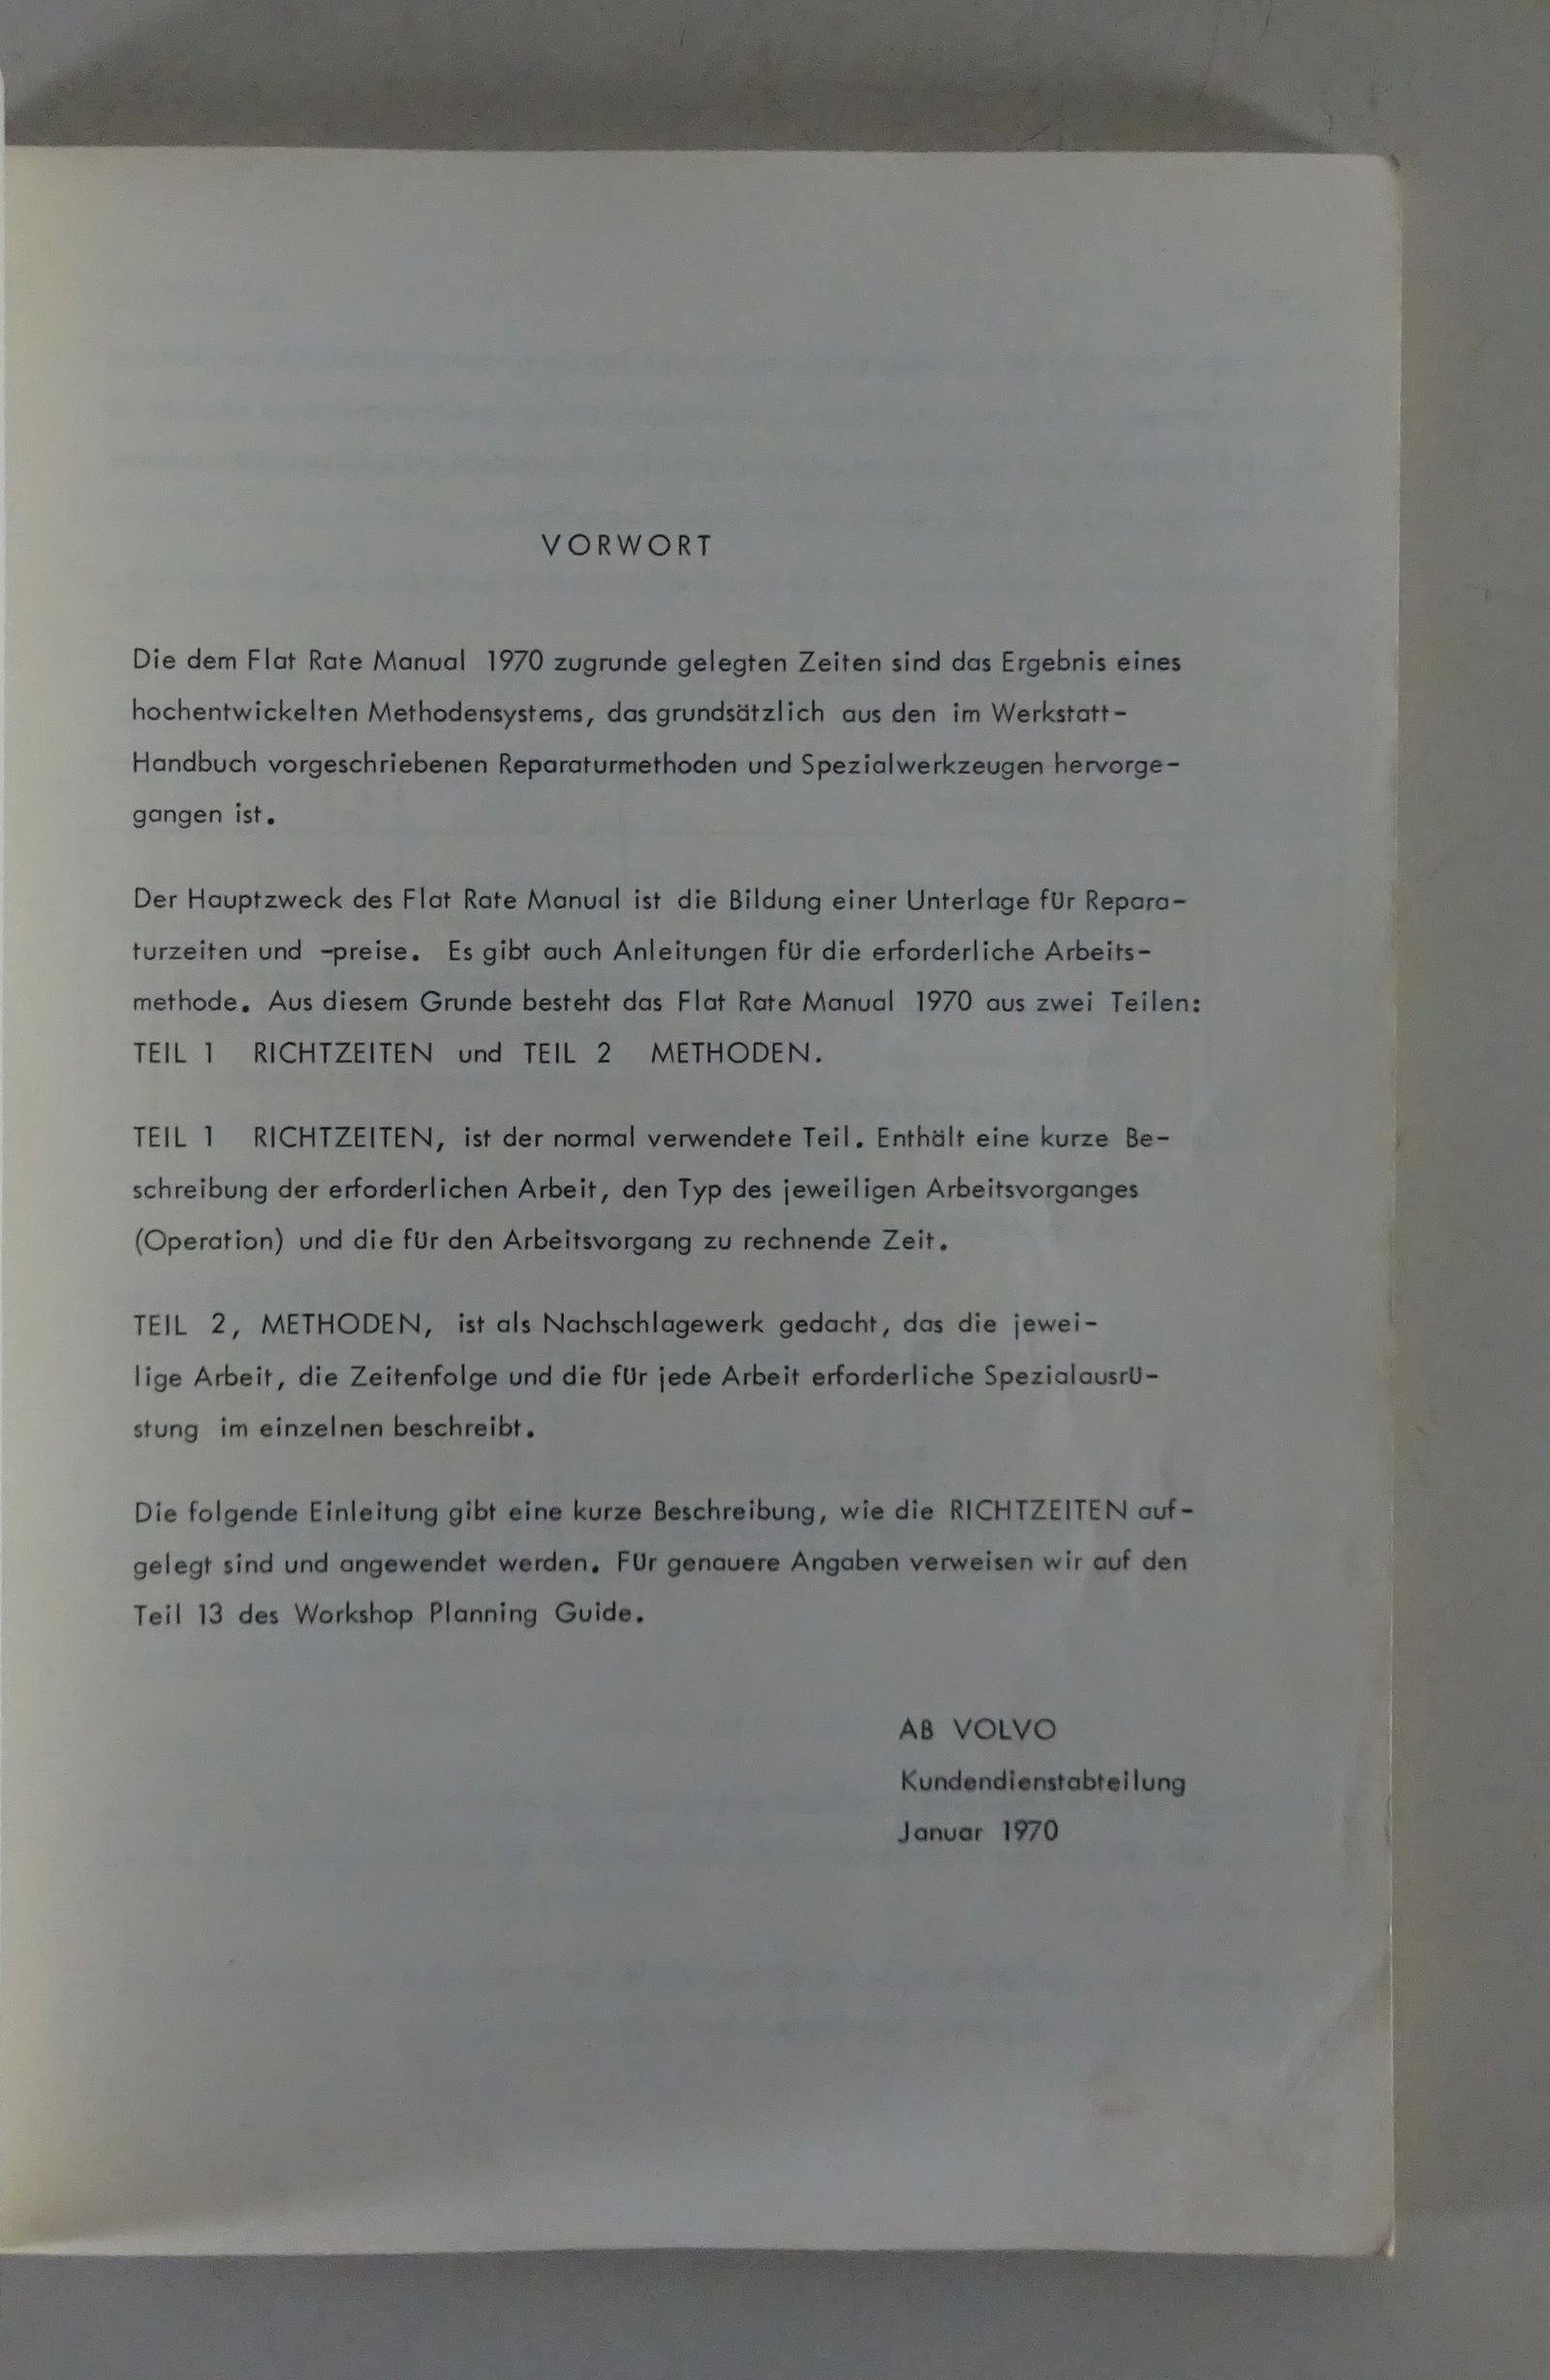 VORWORT
Die dem Flat Rate Manual 1970 zugrunde gelegten Zeiten sind das Ergebnis eines
hochentwickelten Methodensystems, das grundsätzlich aus den im Werkstatt-
Handbuch vorgeschriebenen Reparaturmethoden und Spezialwerkzeugen hervorge-
gangen ist.
Der Hauptzweck des Flat Rate Manual ist die Bildung einer Unterlage für Repara-
turzeiten und -preise. Es gibt auch Anleitungen für die erforderliche Arbeits-
methode. Aus diesem Grunde besteht das Flat Rate Manual 1970 aus zwei Teilen:
TEIL 1 RICHTZEITEN und TEIL 2 METHODEN.
TEIL 1 RICHTZEITEN, ist der normal verwendete Teil. Enthält eine kurze Be-
schreibung der erforderlichen Arbeit, den Typ des jeweiligen Arbeitsvorganges
(Operation) und die für den Arbeitsvorgang zu rechnende Zeit.
TEIL 2, METHODEN, ist als Nachschlagewerk gedacht, das die jewei-
lige Arbeit, die Zeitenfolge und die für jede Arbeit erforderliche Spezialausrü-
stung im einzelnen beschreibt.
Die folgende Einleitung gibt eine kurze Beschreibung, wie die RICHTZEITEN auf-
gelegt sind und angewendet werden. Für genauere Angaben verweisen wir auf den
Teil 13 des Workshop Planning Guide.
AB VOLVO
Kundendienstabteilung
Januar 1970